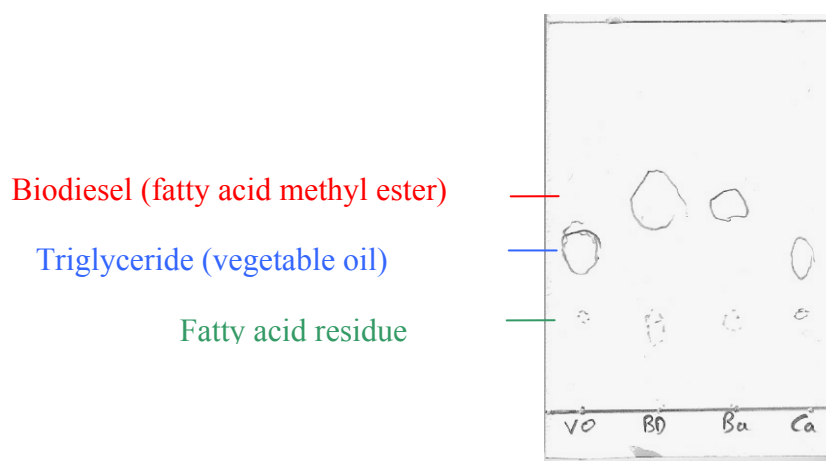 Biodiesel (fatty acid methyl ester)
Triglyceride (vegetable oil)
Fatty acid residue
VO BD Ba Ca